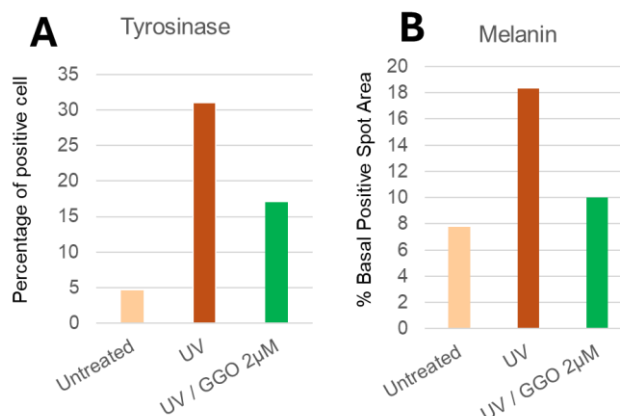 A
Tyrosinase
Percentage of positive cell
35
30
25
20
15
10
5
0
Untreated
UV
UV / GGO 2µM
B
Melanin
% Basal Positive Spot Area
20
18
16
14
12
10
8
6
4
2
0
Untreated
UV
UV / GGO 2µM